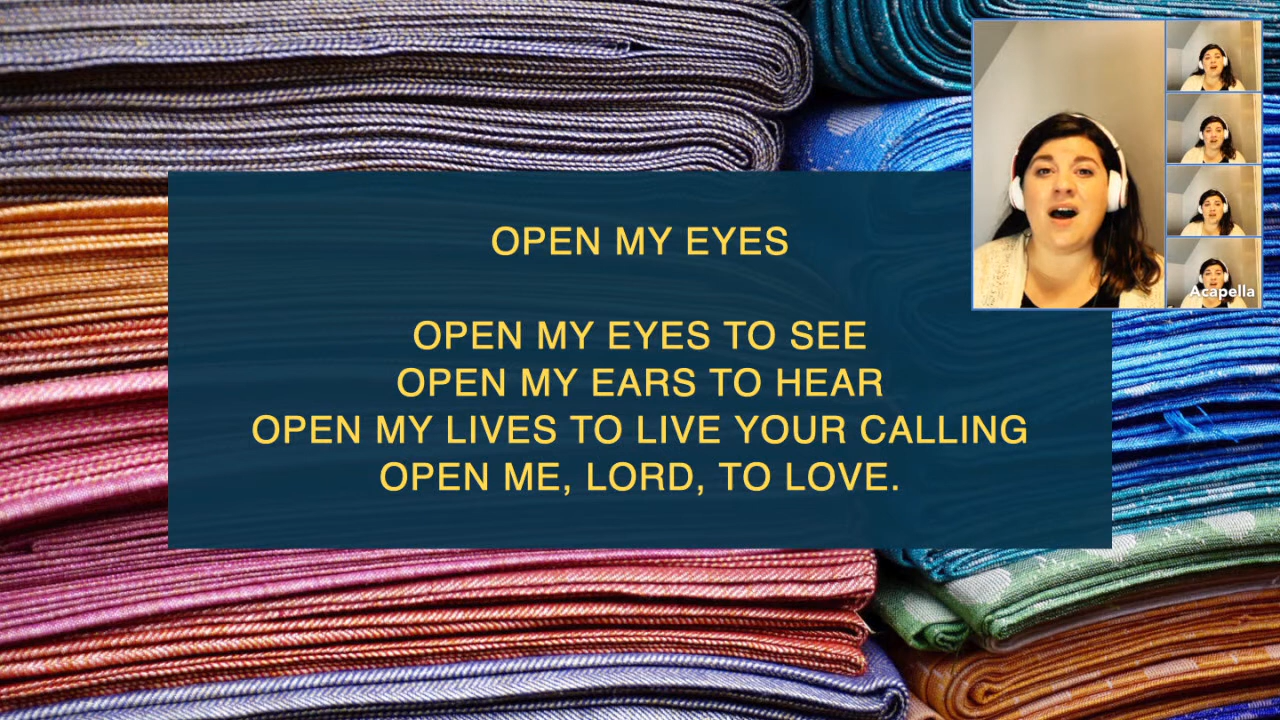 OPEN MY EYES
OPEN MY EYES TO SEE
OPEN MY EARS TO HEAR
OPEN MY LIVES TO LIVE YOUR CALLING
OPEN ME, LORD, TO LOVE.
Acapella